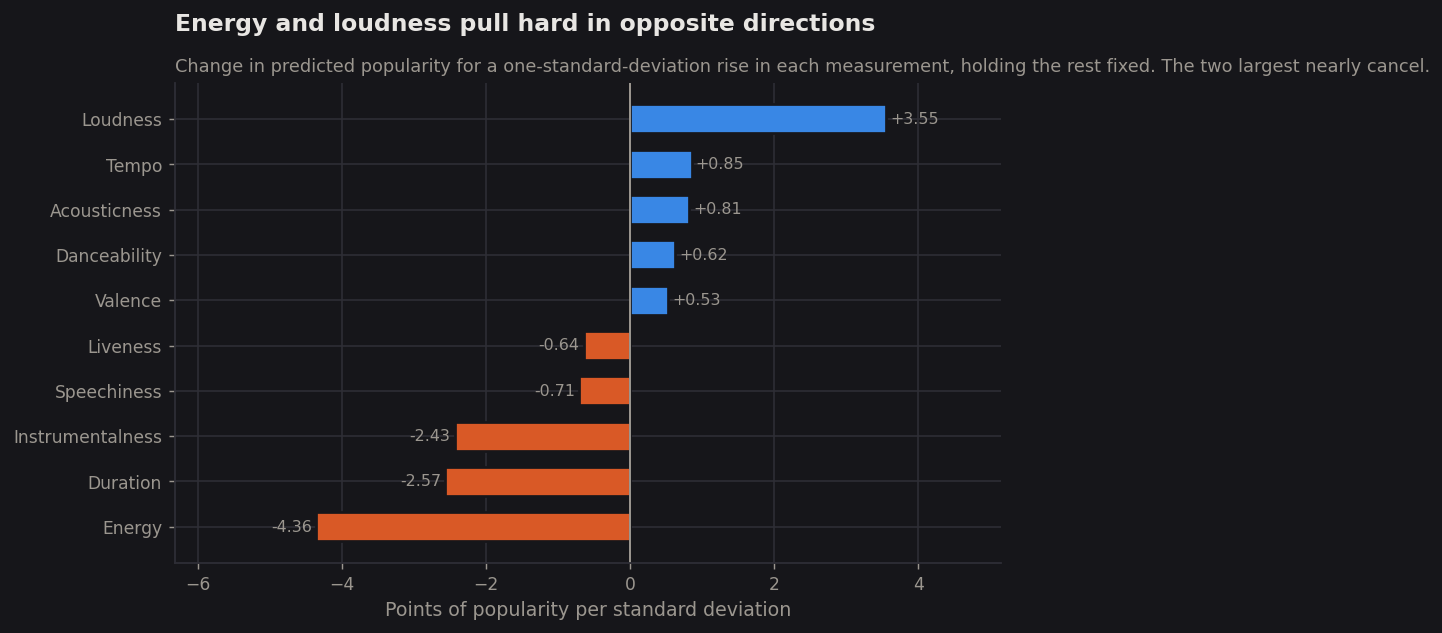 Energy and loudness pull hard in opposite directions
Change in predicted popularity for a one-standard-deviation rise in each measurement, holding the rest fixed. The two largest nearly cancel.
Loudness +3.55
Tempo +0.85
Acousticness +0.81
Danceability +0.62
Valence +0.53
Liveness -0.64
Speechiness -0.71
Instrumentalness -2.43
Duration -2.57
Energy -4.36
−6 −4 −2 0 2 4
Points of popularity per standard deviation